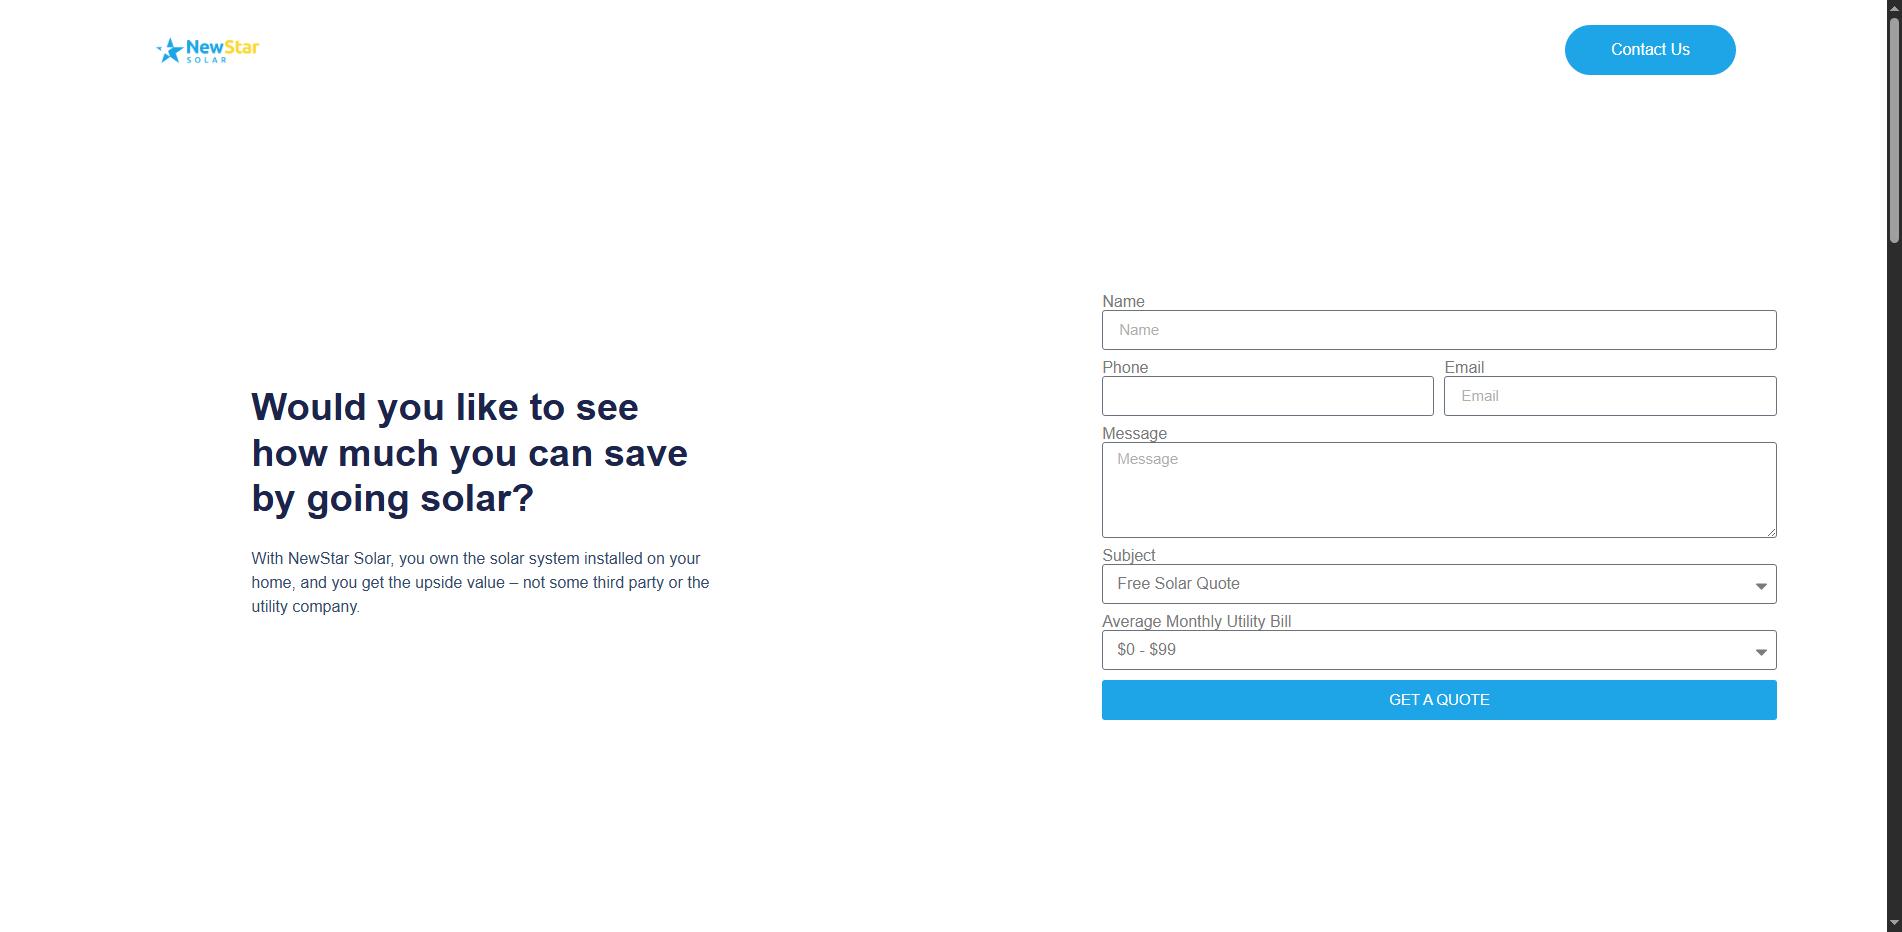 NewStar
SOLAR
Contact Us
Would you like to see
how much you can save
by going solar?
With NewStar Solar, you own the solar system installed on your
home, and you get the upside value – not some third party or the
utility company.
Name
Name
Phone
Email
Email
Message
Message
Subject
Free Solar Quote
Average Monthly Utility Bill
$0 - $99
GET A QUOTE